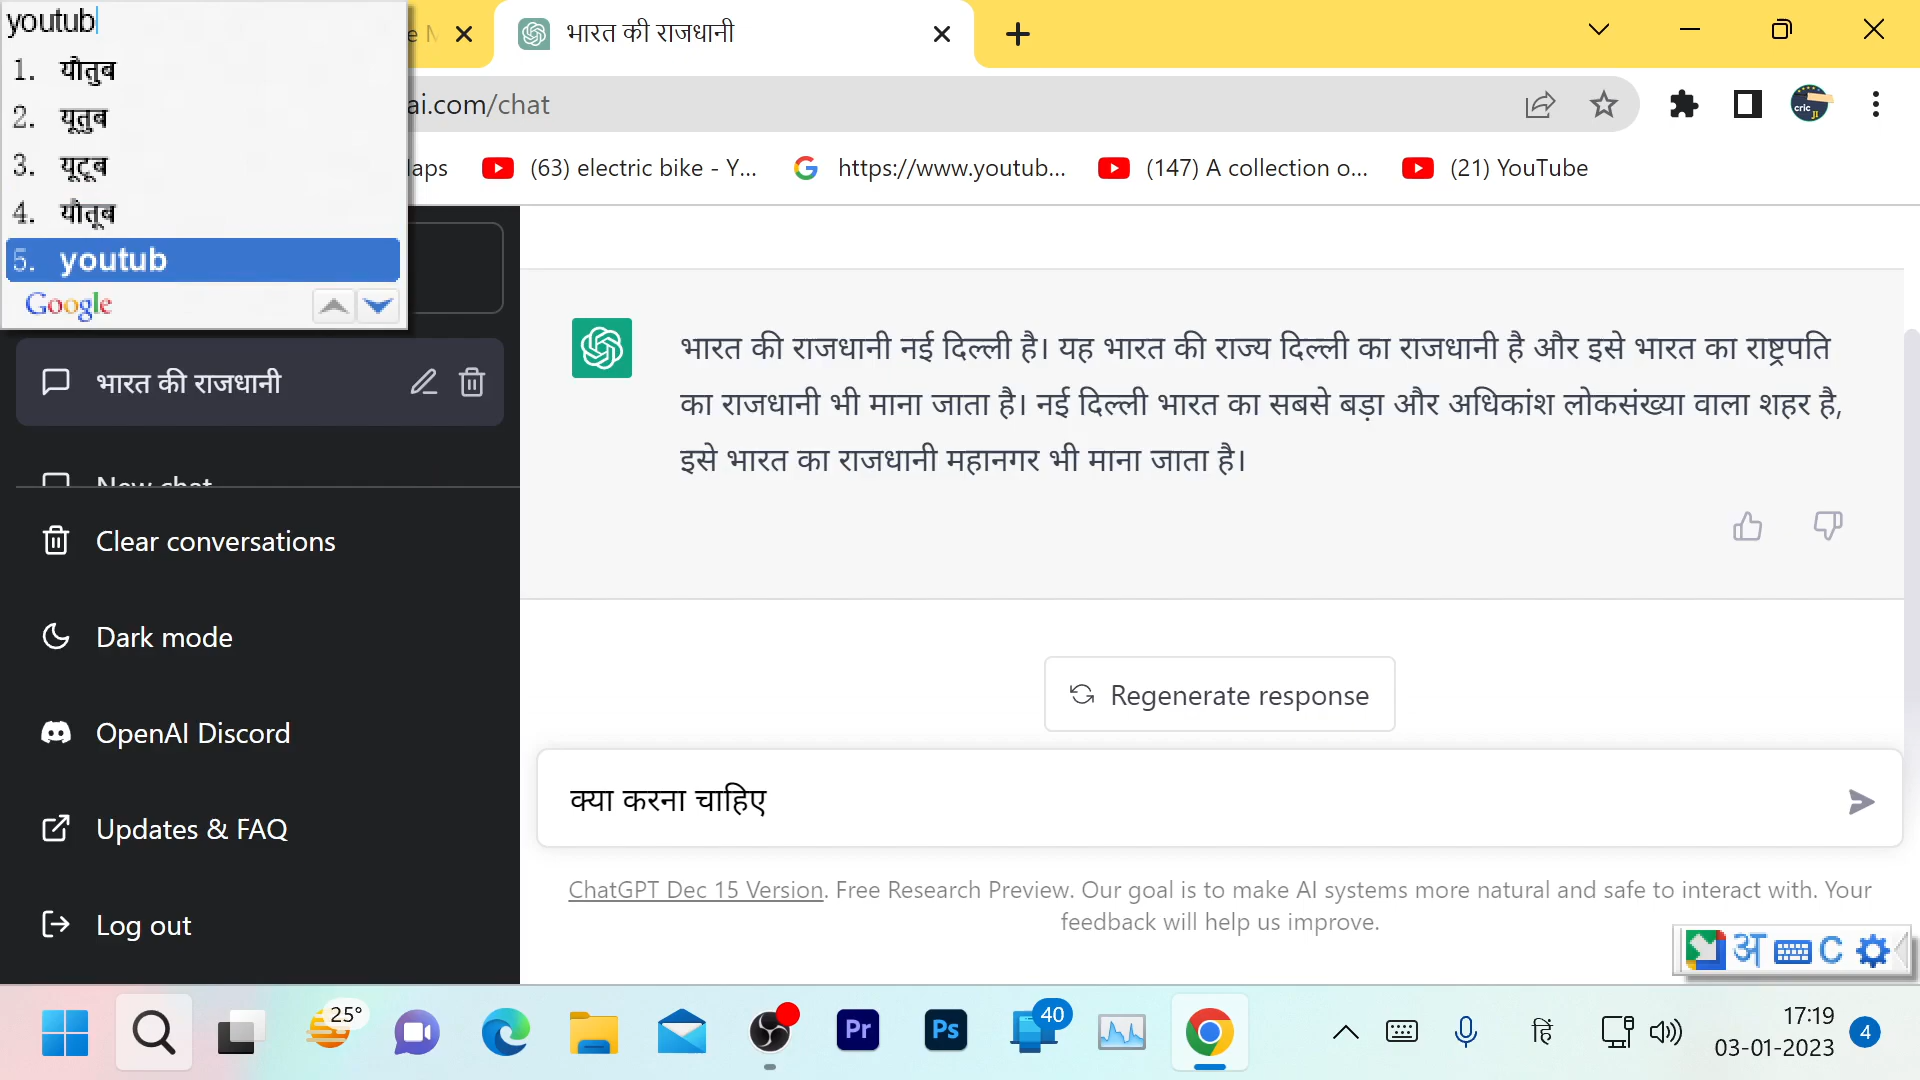 youtub
1. यौतुब
2. यूतुब
3. यूटूब
4. यौतूब
5. youtub
Google
भारत की राजधानी
ai.com/chat
cric
JI
laps
(63) electric bike - Y...
https://www.youtub...
(147) A collection o...
(21) YouTube
भारत की राजधानी
New chat
Clear conversations
Dark mode
OpenAI Discord
Updates & FAQ
Log out
भारत की राजधानी नई दिल्ली है। यह भारत की राज्य दिल्ली का राजधानी है और इसे भारत का राष्ट्रपति
का राजधानी भी माना जाता है। नई दिल्ली भारत का सबसे बड़ा और अधिकांश लोकसंख्या वाला शहर है,
इसे भारत का राजधानी महानगर भी माना जाता है।
Regenerate response
क्या करना चाहिए
ChatGPT Dec 15 Version. Free Research Preview. Our goal is to make AI systems more natural and safe to interact with. Your
feedback will help us improve.
अ C
25°
Pr
Ps
40
हिं
17:19
03-01-2023
4